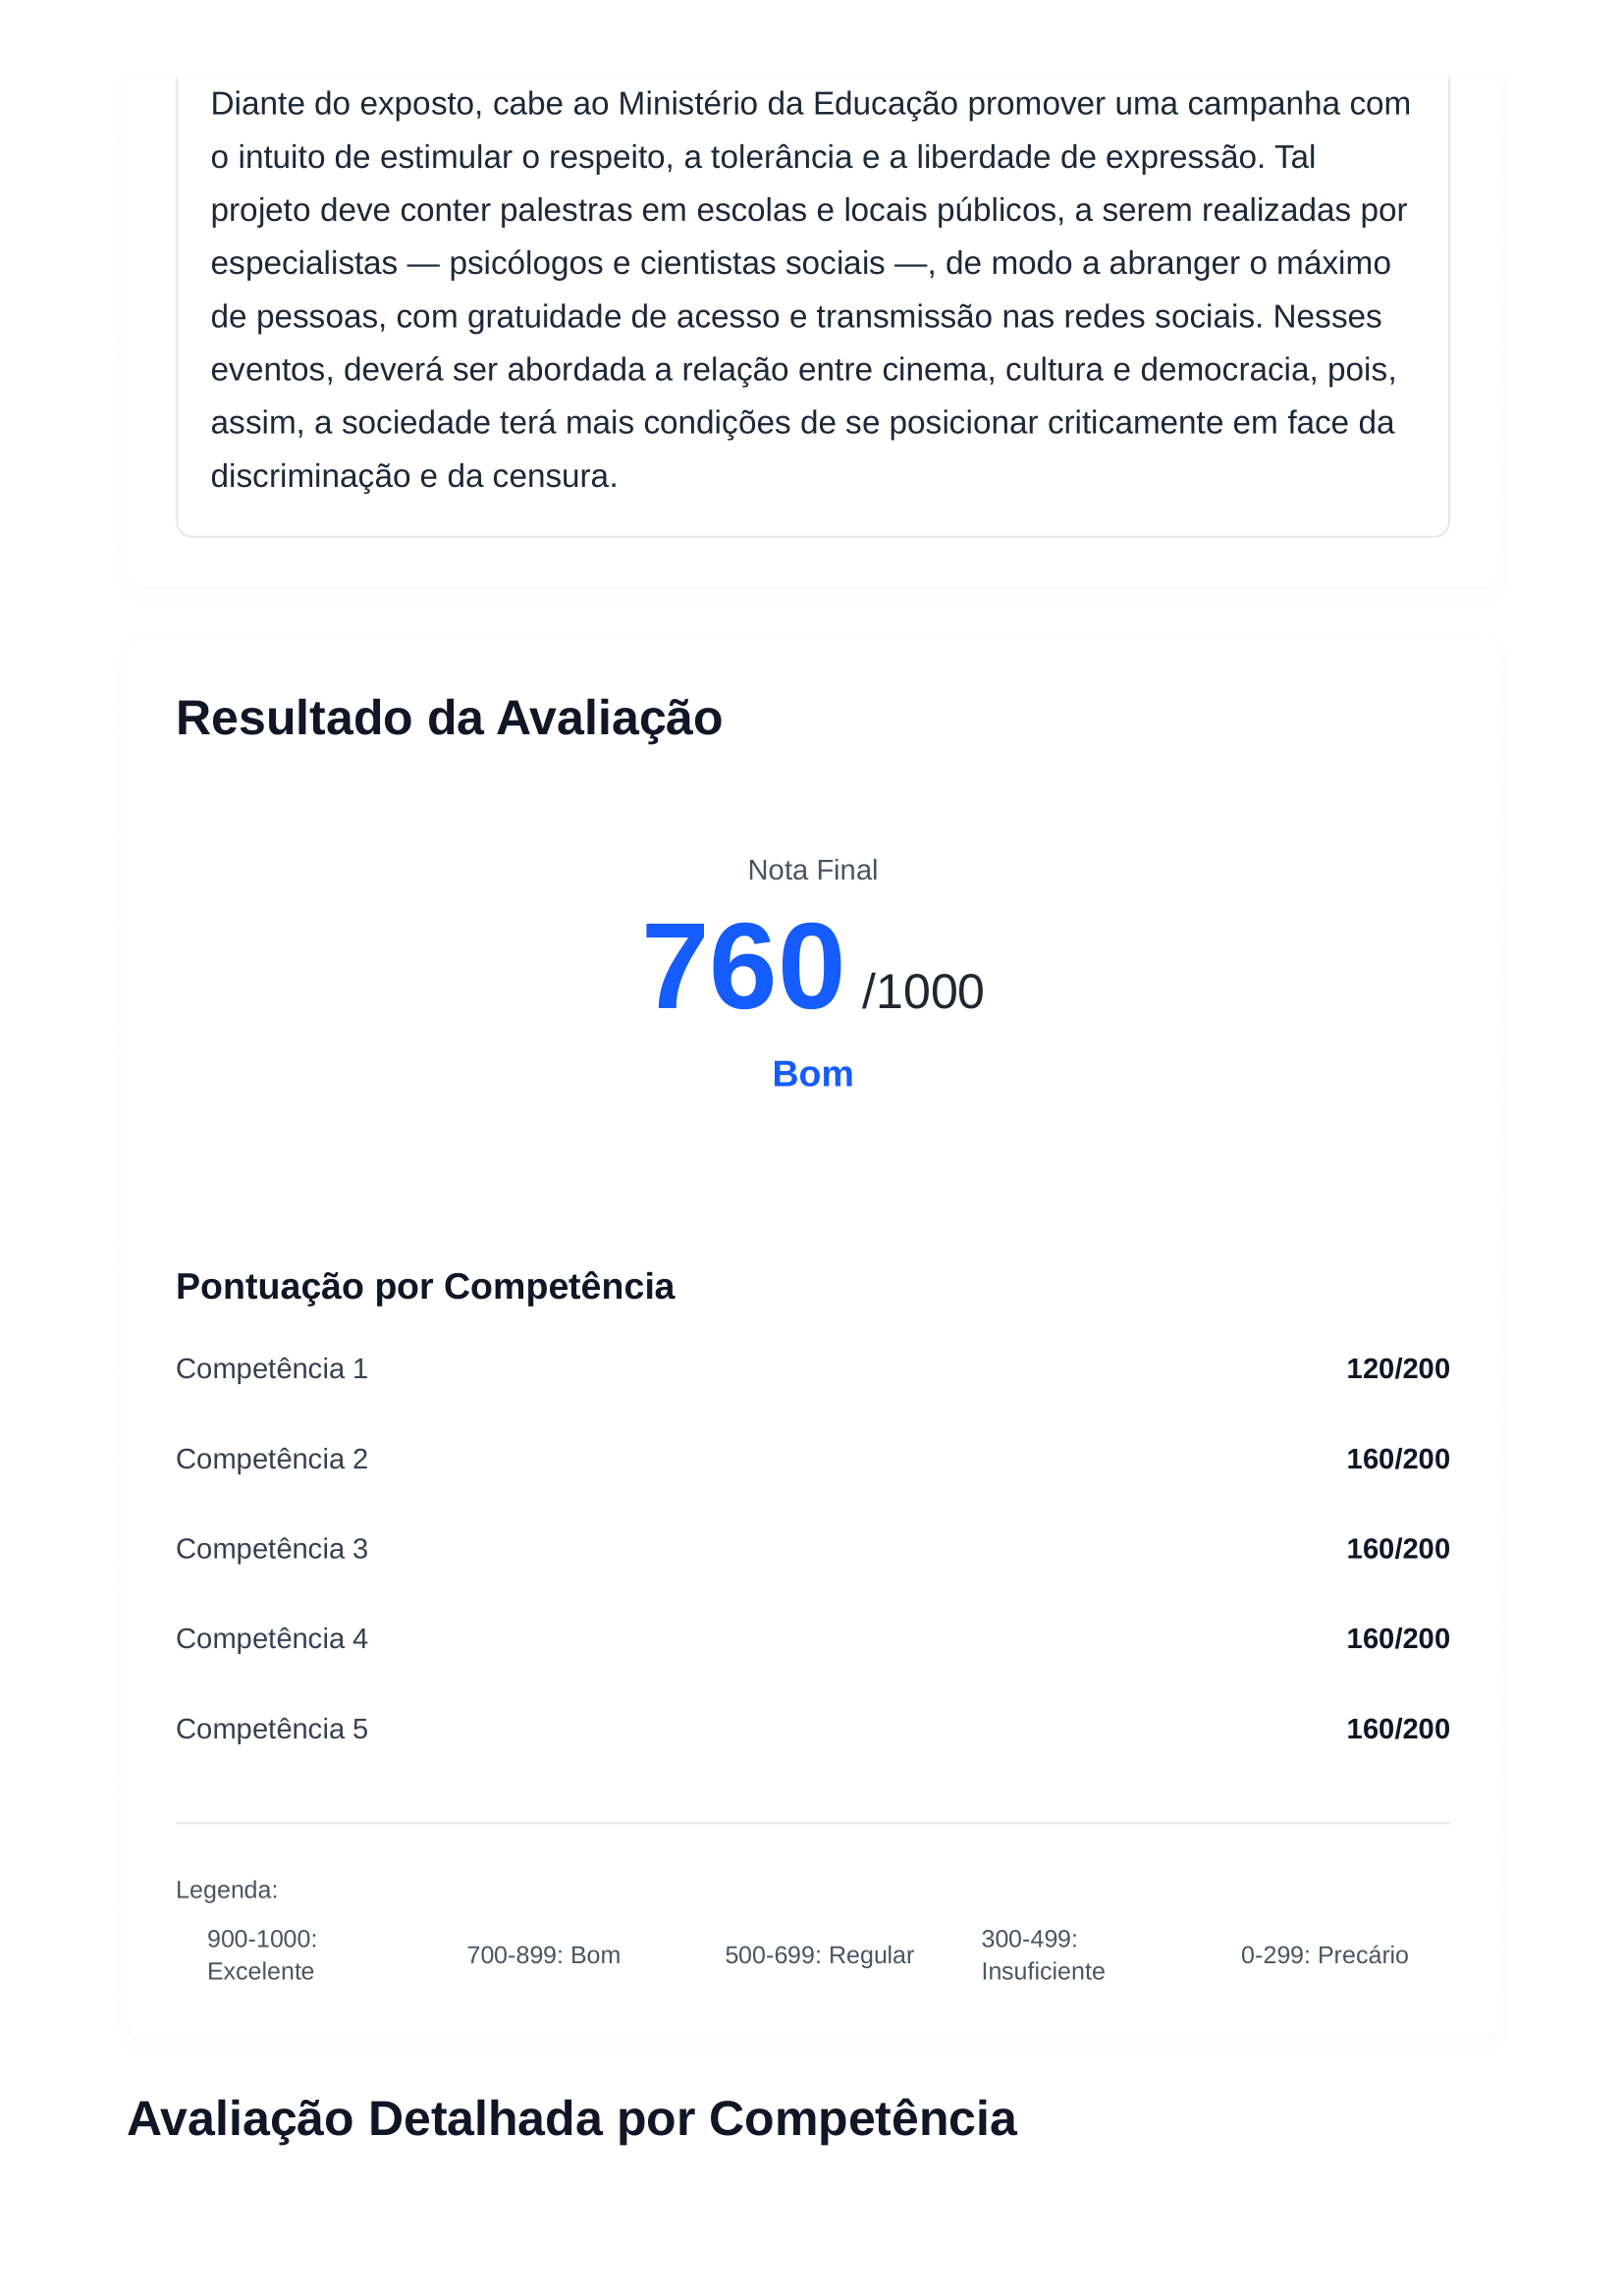 Diante do exposto, cabe ao Ministério da Educação promover uma campanha com
o intuito de estimular o respeito, a tolerância e a liberdade de expressão. Tal
projeto deve conter palestras em escolas e locais públicos, a serem realizadas por
especialistas — psicólogos e cientistas sociais —, de modo a abranger o máximo
de pessoas, com gratuidade de acesso e transmissão nas redes sociais. Nesses
eventos, deverá ser abordada a relação entre cinema, cultura e democracia, pois,
assim, a sociedade terá mais condições de se posicionar criticamente em face da
discriminação e da censura.
Resultado da Avaliação
Nota Final
760 /1000
Bom
Pontuação por Competência
Competência 1 120/200
Competência 2 160/200
Competência 3 160/200
Competência 4 160/200
Competência 5 160/200
Legenda:
900-1000:
Excelente
700-899: Bom
500-699: Regular
300-499:
Insuficiente
0-299: Precário
Avaliação Detalhada por Competência